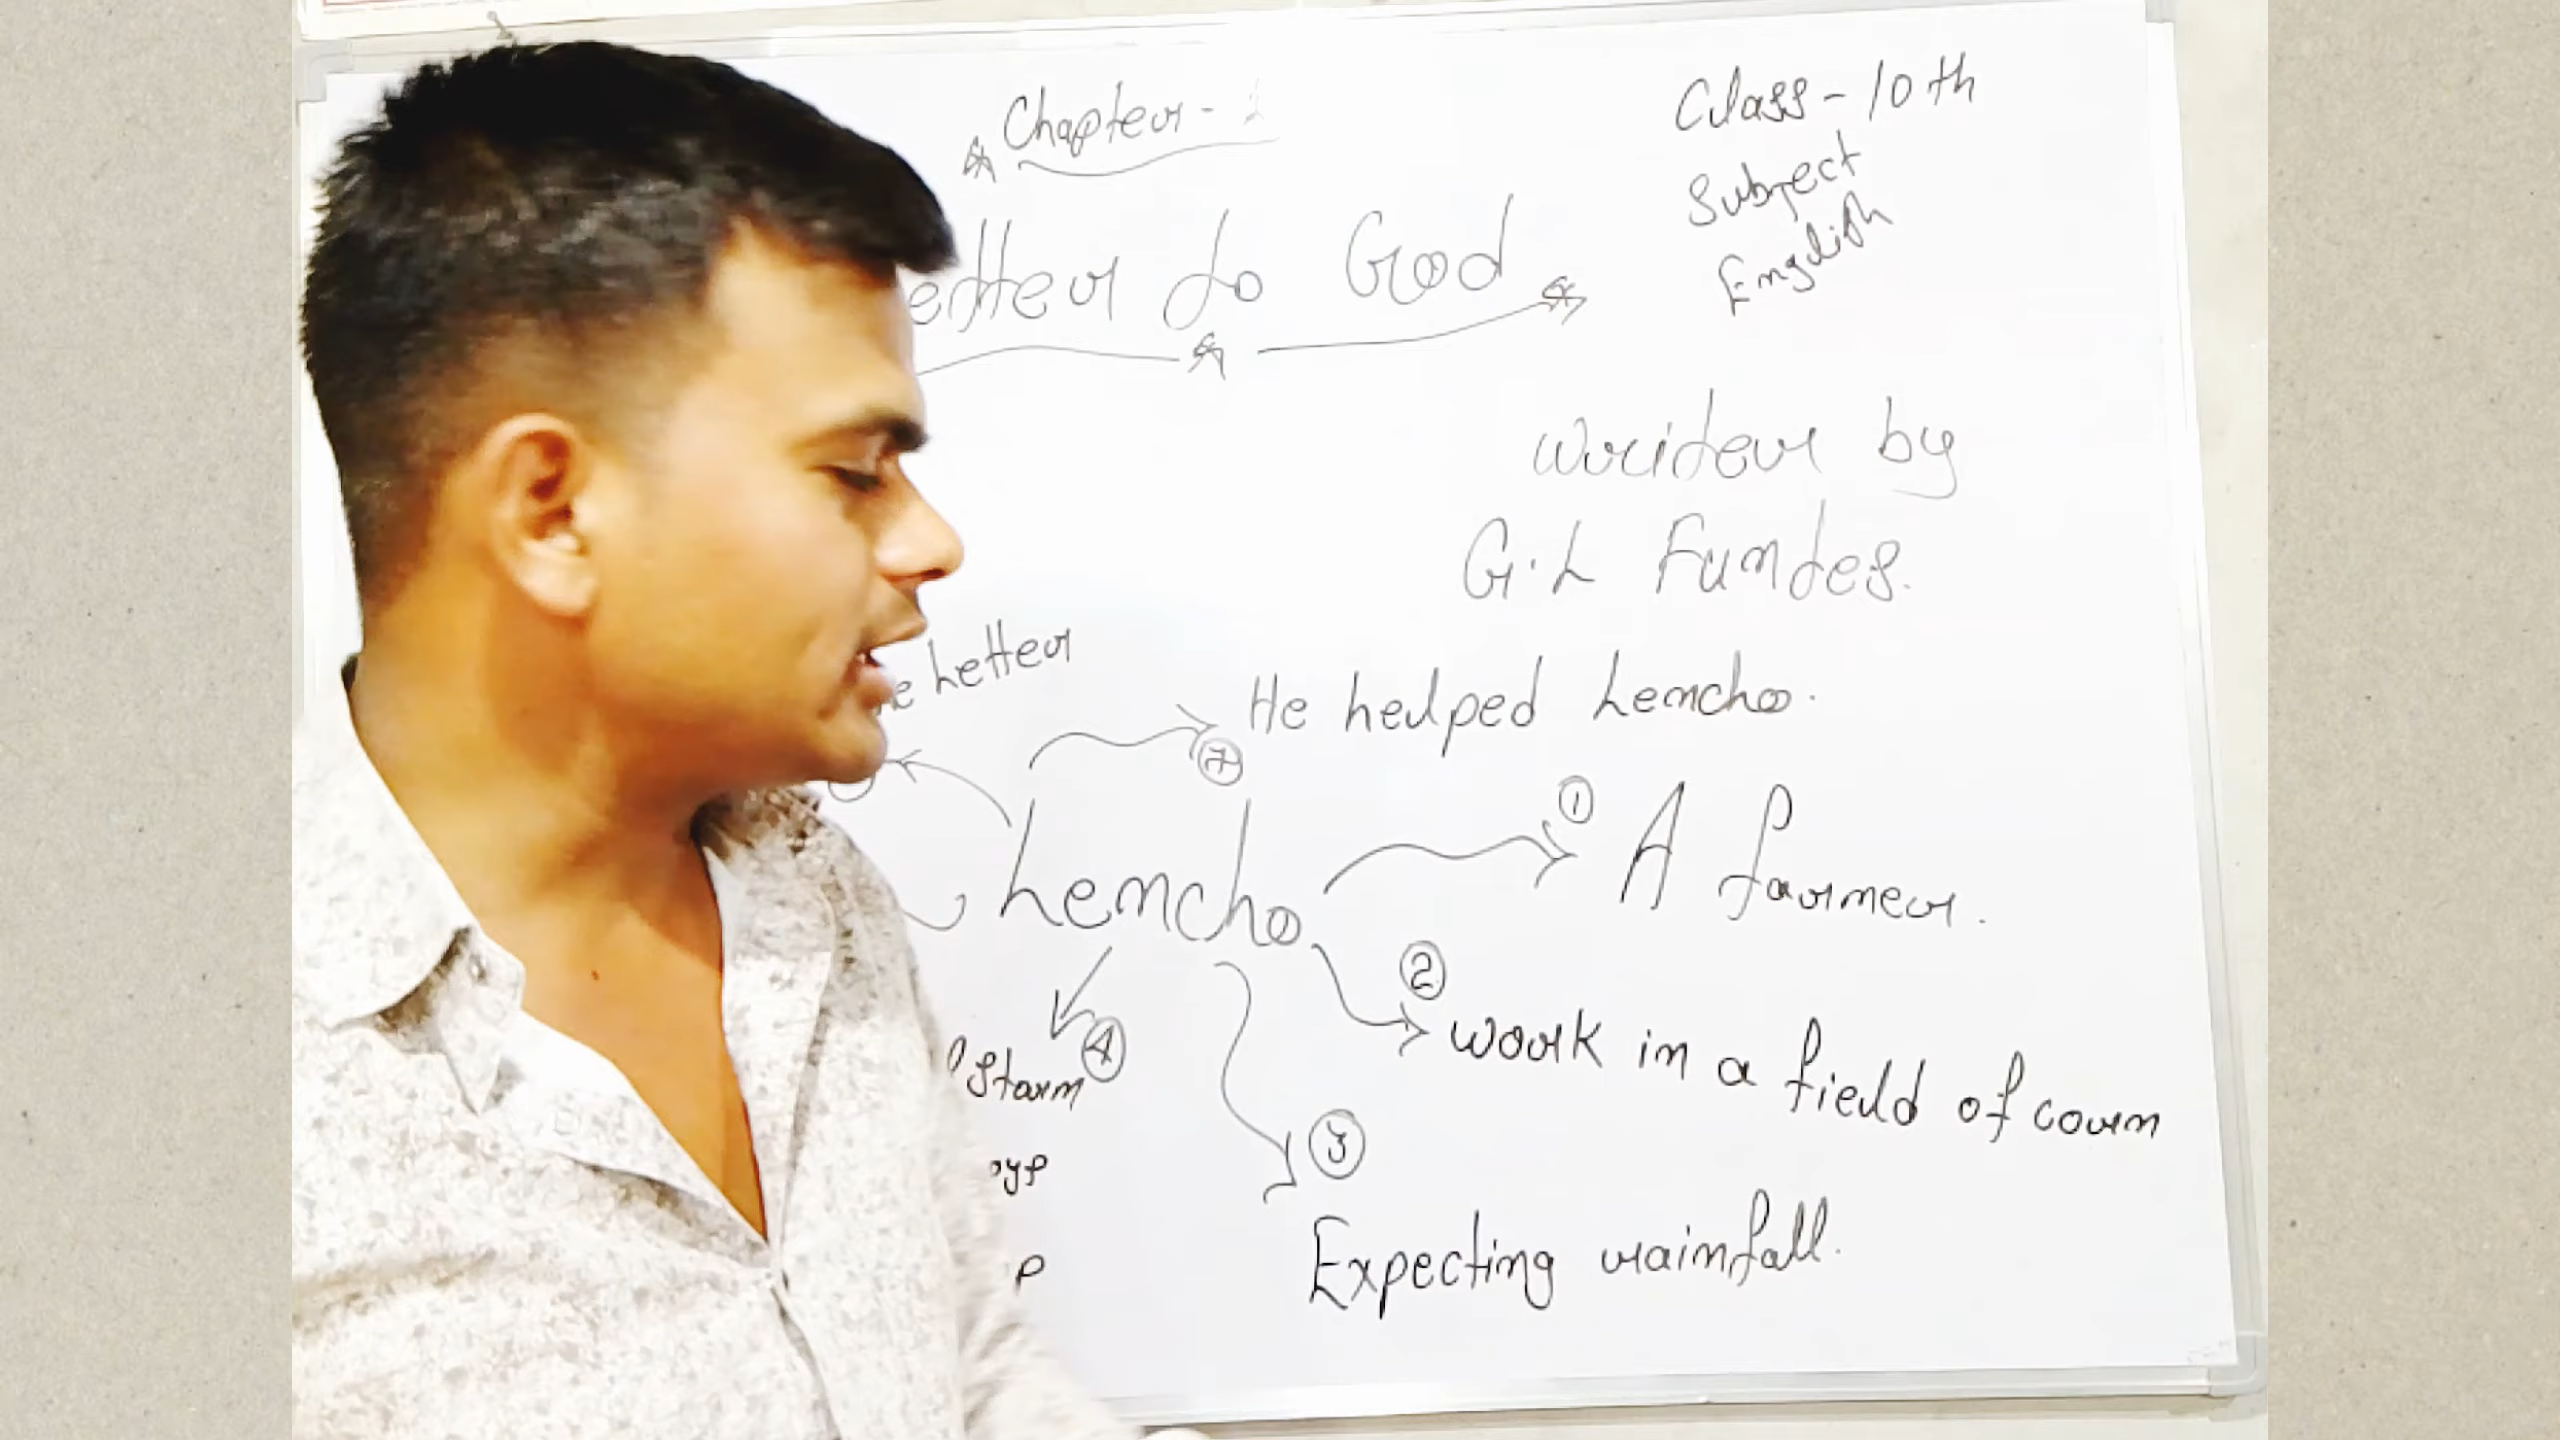 Chapter -
Class - 10th
Subject
English
etter to God
Writer by
G.L Funtes.
e Letter
He helped Lencho.
7
Lencho
1 A farmer.
2 work in a field of corn
4
Storm
3
Expecting rainfall.